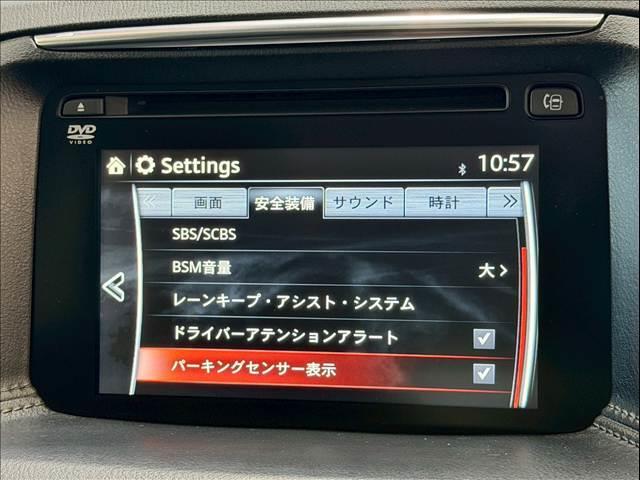 DVD
VIDEO
Settings 10:57
画面 安全装備 サウンド 時計
SBS/SCBS
BSM音量 大
レーンキープ・アシスト・システム
ドライバーアテンションアラート
パーキングセンサー表示